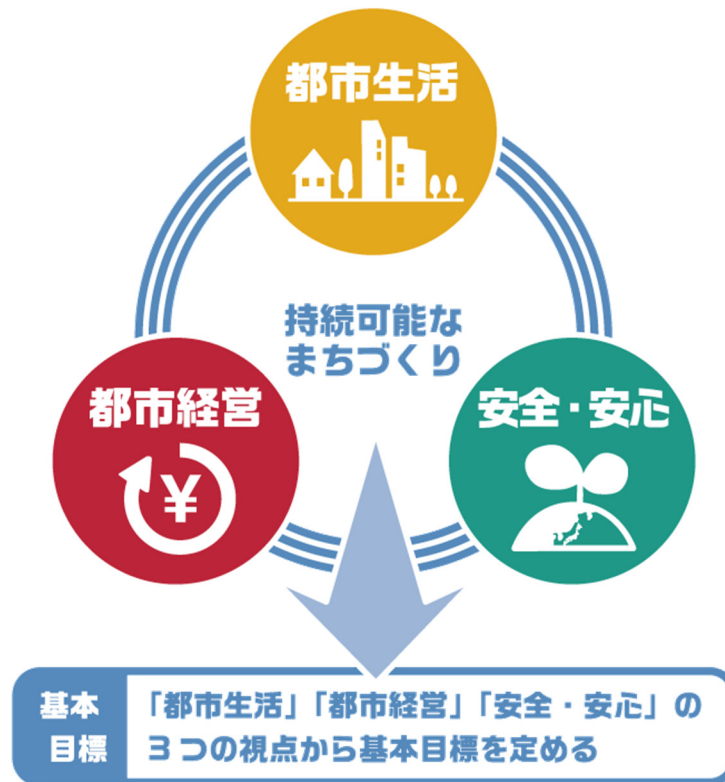 都市生活
持続可能な
まちづくり
都市経営
¥
安全・安心
基本
目標
「都市生活」「都市経営」「安全・安心」の
3つの視点から基本目標を定める